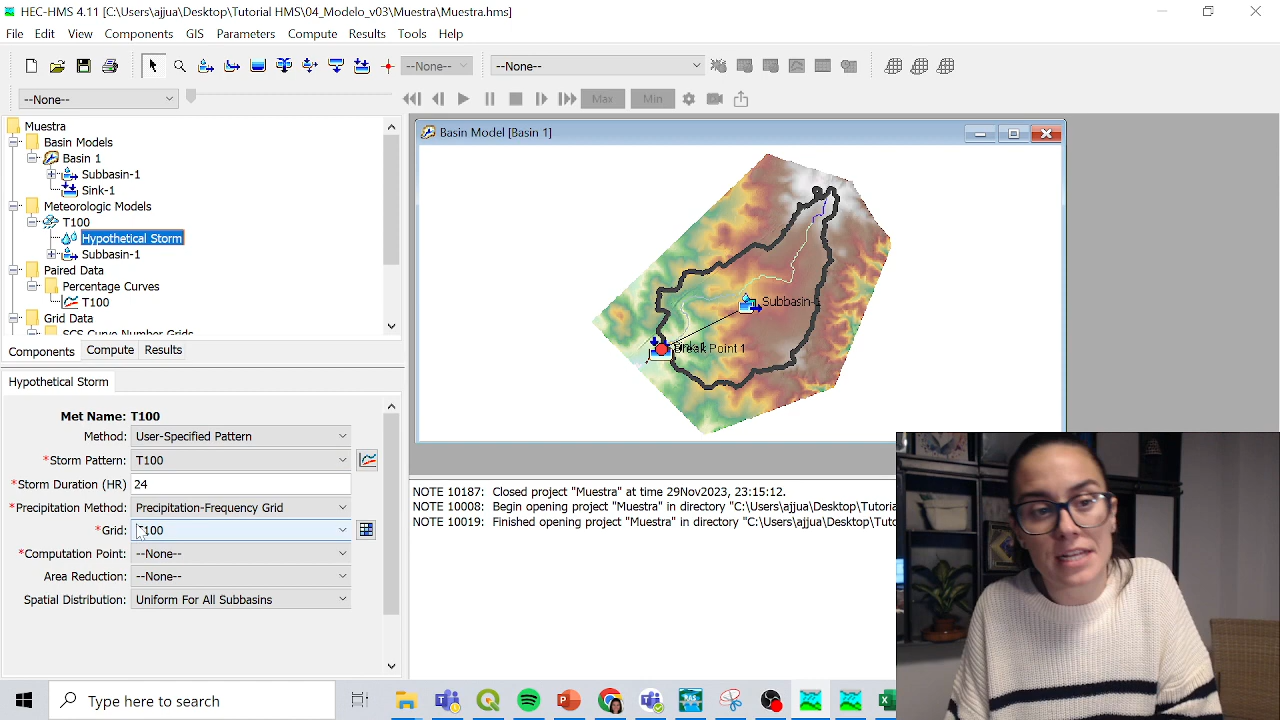 HEC-HMS 4.11 [C:\Users\ajjua\Desktop\Tutorial HMS\04_Modelo_v03\Muestra\Muestra.hms]
File Edit View Components GIS Parameters Compute Results Tools Help
--None-- --None--
--None-- Max Min
Muestra
Basin Models
Basin 1
Subbasin-1
Sink-1
Meteorologic Models
T100
Hypothetical Storm
Subbasin-1
Paired Data
Percentage Curves
T100
Grid Data
SCS Curve Number Grids
Components Compute Results
Hypothetical Storm
Met Name: T100
Method: User-Specified Pattern
*Storm Pattern: T100
*Storm Duration (HR) 24
*Precipitation Method: Precipitation-Frequency Grid
*Grid: T100
*Computation Point: --None--
Area Reduction: --None--
Spatial Distribution: Uniform For All Subbasins
Basin Model [Basin 1]
Subbasin-1
Break Point 1
NOTE 10187: Closed project "Muestra" at time 29Nov2023, 23:15:12.
NOTE 10008: Begin opening project "Muestra" in directory "C:\Users\ajjua\Desktop\Tutoria
NOTE 10019: Finished opening project "Muestra" in directory "C:\Users\ajjua\Desktop\Tuto
Type here to search